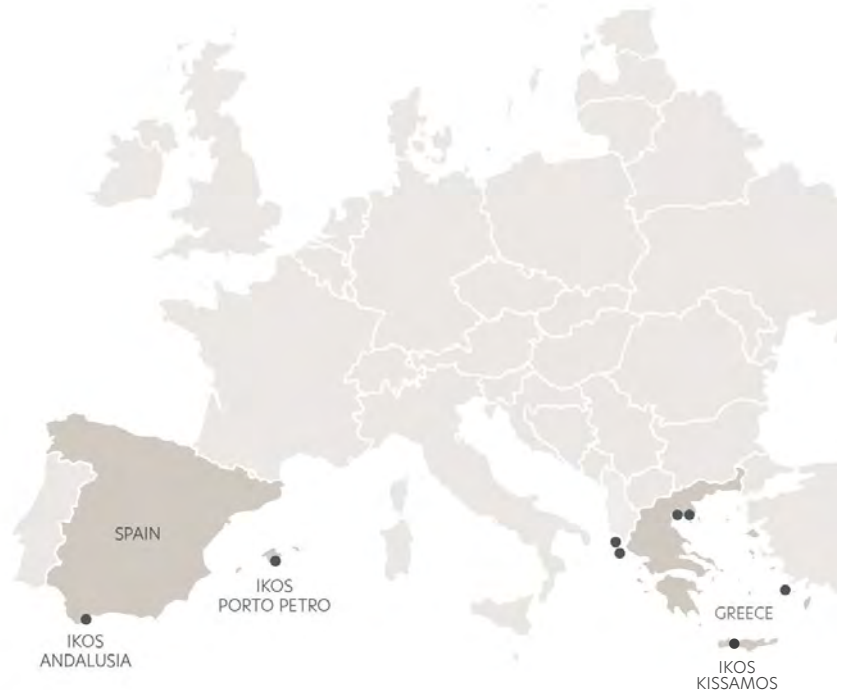 SPAIN
IKOS
PORTO PETRO
IKOS
ANDALUSIA
GREECE
IKOS
KISSAMOS